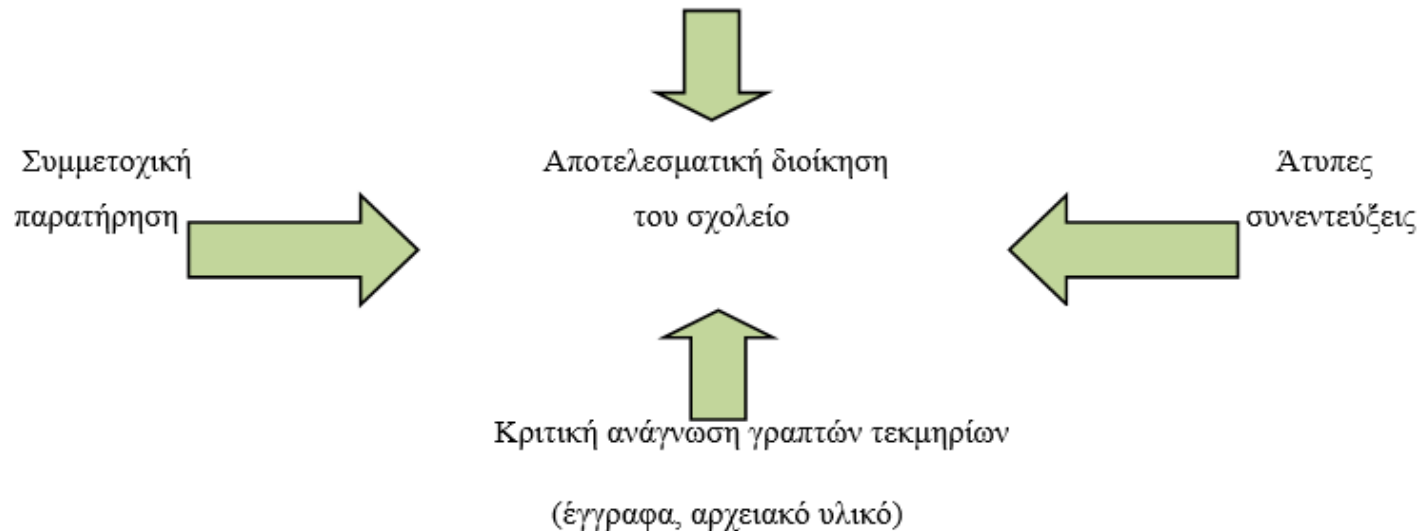 Συμμετοχική
παρατήρηση
Αποτελεσματική διοίκηση
του σχολείο
Άτυπες
συνεντεύξεις
Κριτική ανάγνωση γραπτών τεκμηρίων
(έγγραφα, αρχειακό υλικό)